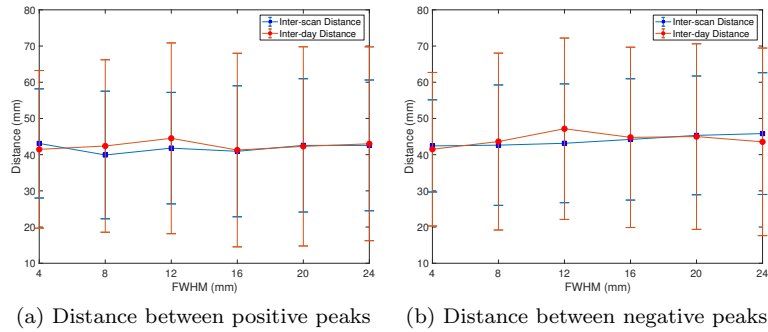 80
70
60
50
40
30
20
10
Distance (mm)
4 8 12 16 20 24
FWHM (mm)
Inter-scan Distance
Inter-day Distance
(a) Distance between positive peaks
80
70
60
50
40
30
20
10
Distance (mm)
4 8 12 16 20 24
FWHM (mm)
Inter-scan Distance
Inter-day Distance
(b) Distance between negative peaks